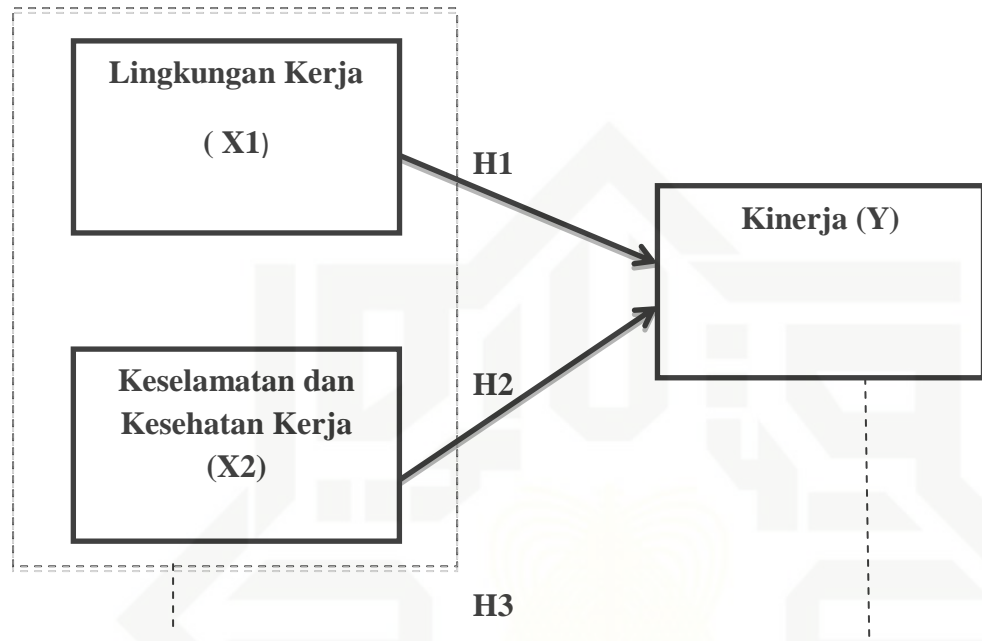 Lingkungan Kerja
( X1)
H1
Kinerja (Y)
Keselamatan dan
Kesehatan Kerja
(X2)
H2
H3